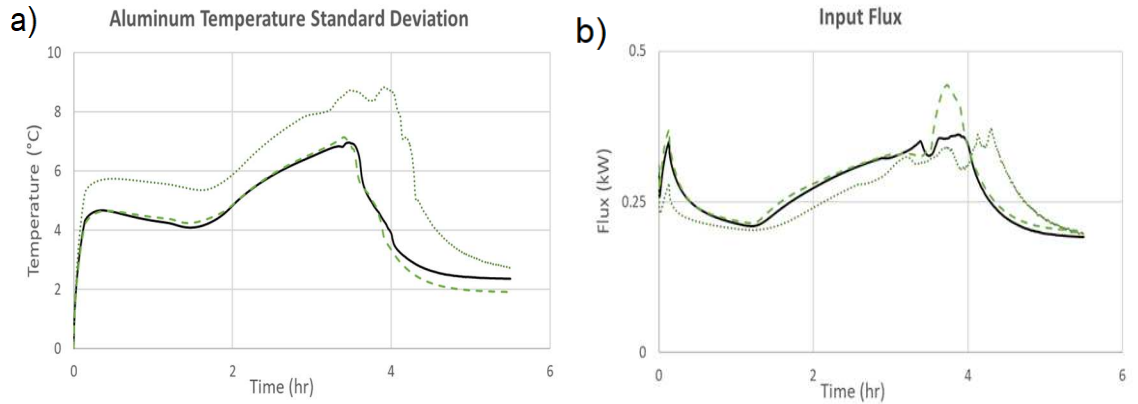 a)
Aluminum Temperature Standard Deviation
Temperature (°C)
10
8
6
4
2
0
0 2 4 6
Time (hr)
b)
Input Flux
Flux (kW)
0.5
0.25
0
0 2 4 6
Time (hr)